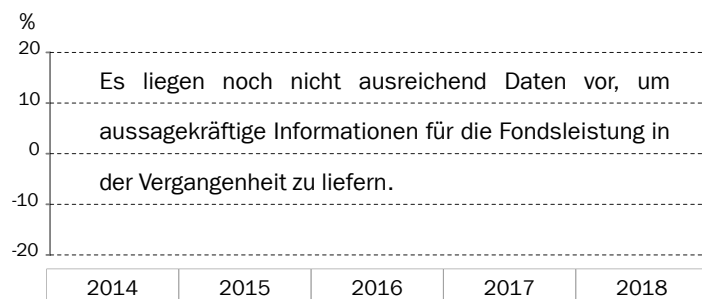 %
20
Es liegen noch nicht ausreichend Daten vor, um
10
aussagekräftige Informationen für die Fondsleistung in
0
der Vergangenheit zu liefern.
-10
-20
2014 2015 2016 2017 2018